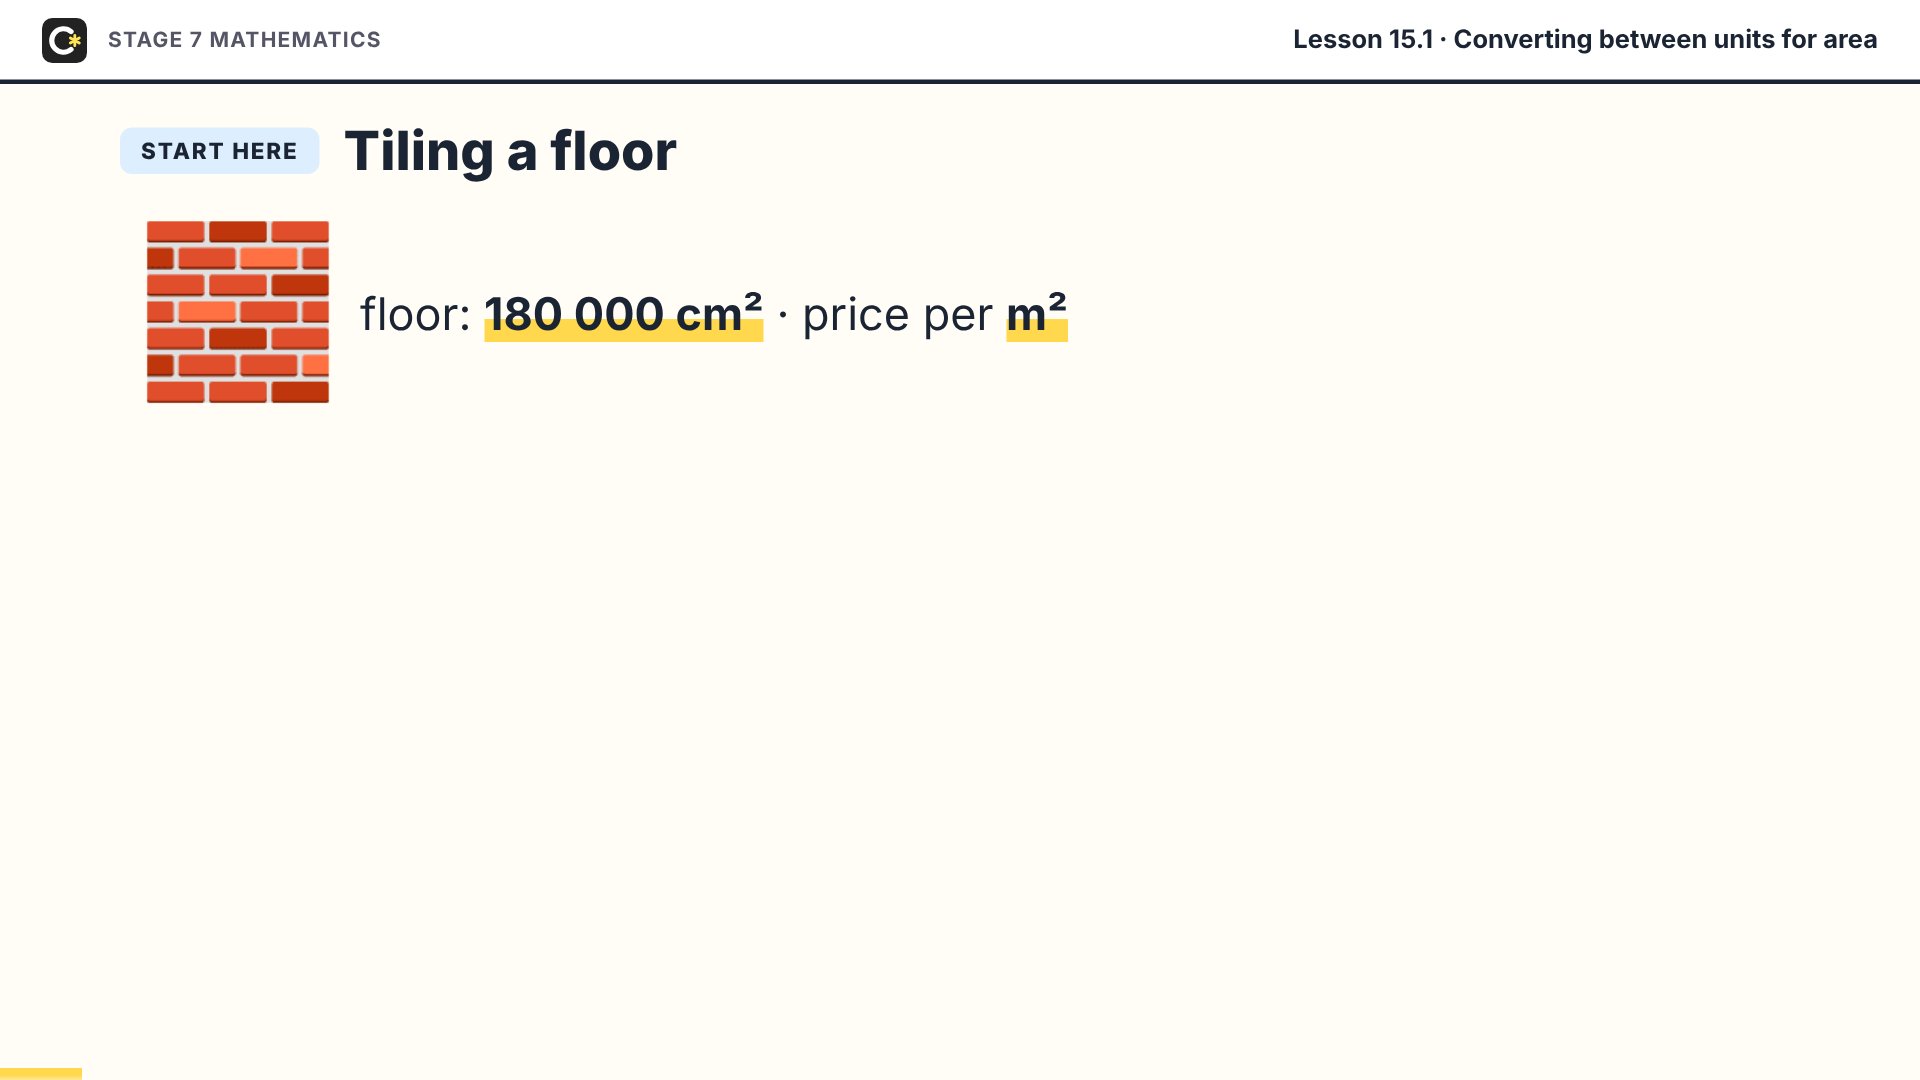 STAGE 7 MATHEMATICS
Lesson 15.1 · Converting between units for area
START HERE
Tiling a floor
floor: 180 000 cm² · price per m²